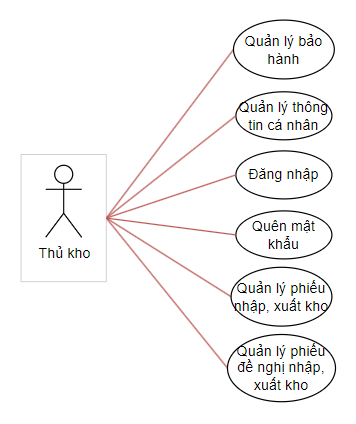 Quản lý bảo
hành
Quản lý thông
tin cá nhân
Đăng nhập
Quên mật
khẩu
Thủ kho
Quản lý phiếu
nhập, xuất kho
Quản lý phiếu
đề nghị nhập,
xuất kho